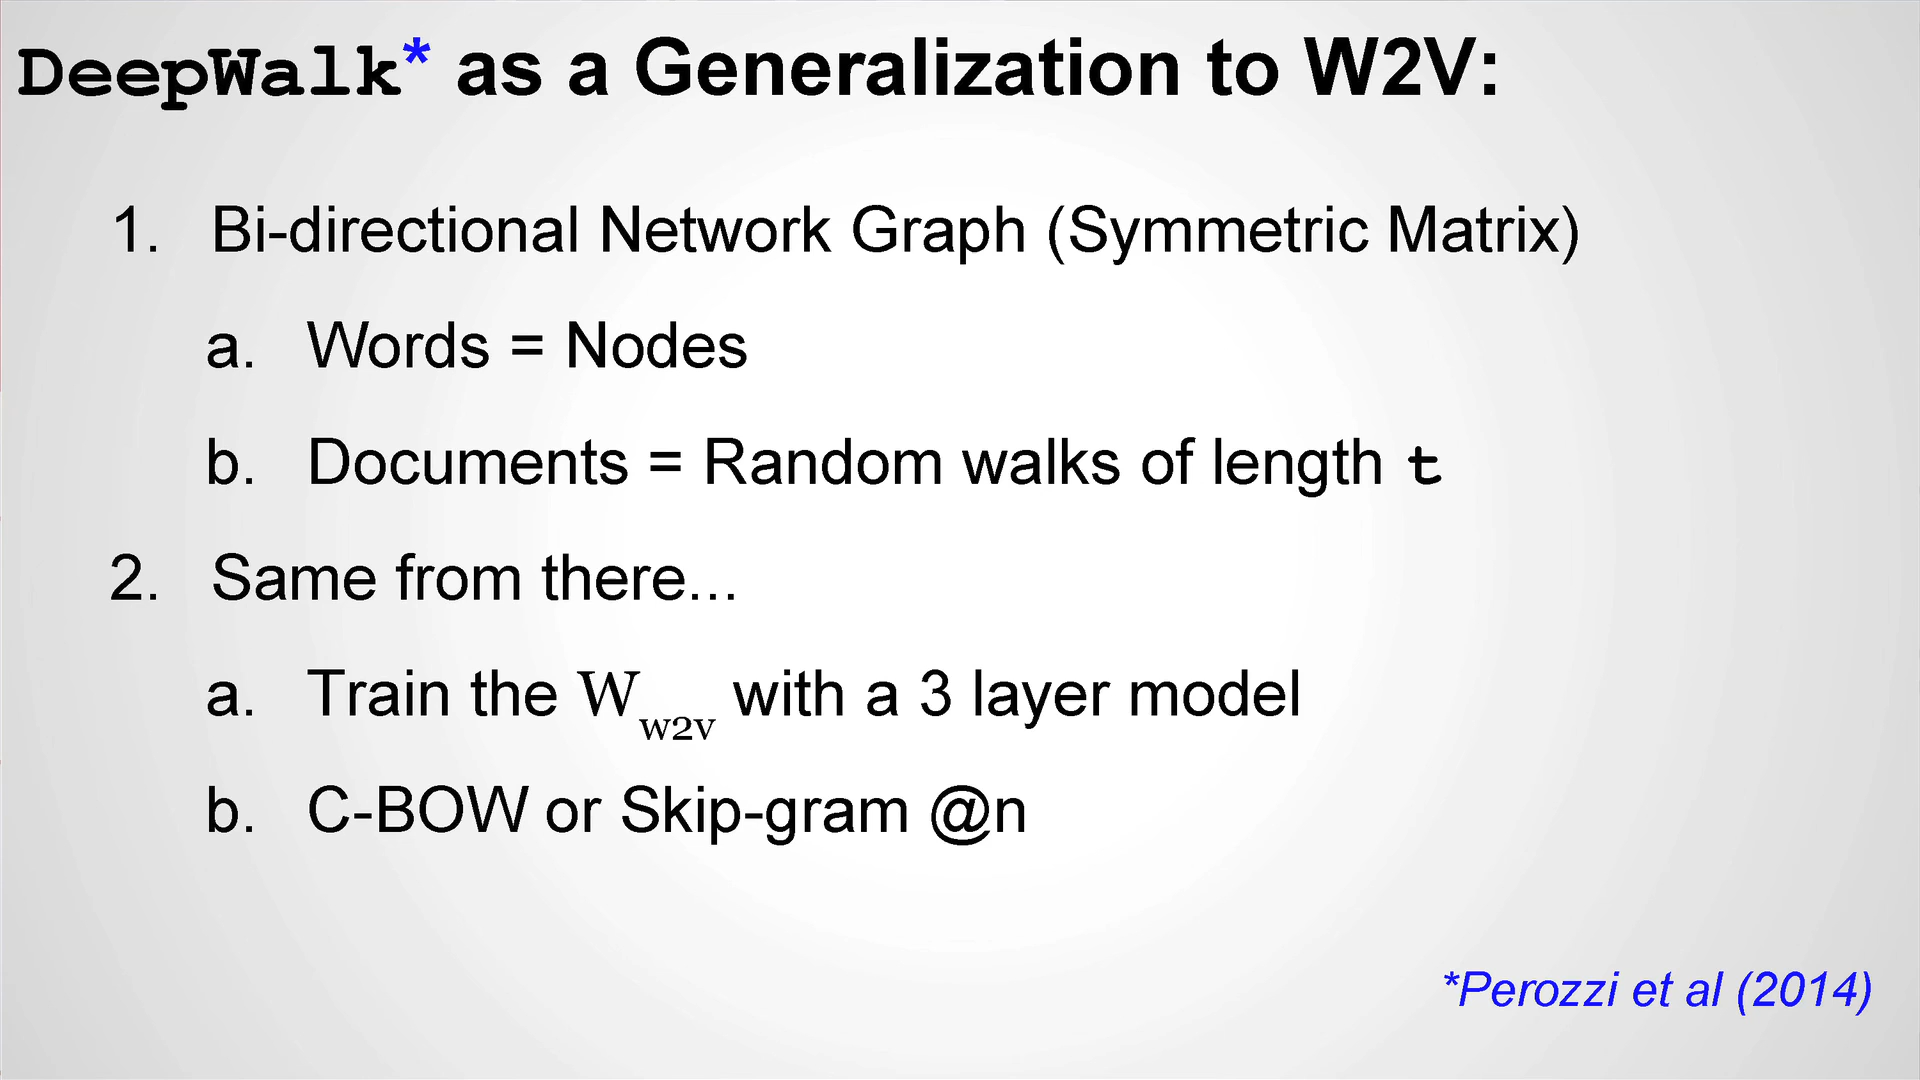 DeepWalk* as a Generalization to W2V:
1. Bi-directional Network Graph (Symmetric Matrix)
a. Words = Nodes
b. Documents = Random walks of length t
2. Same from there...
a. Train the W_w2v with a 3 layer model
b. C-BOW or Skip-gram @n
*Perozzi et al (2014)